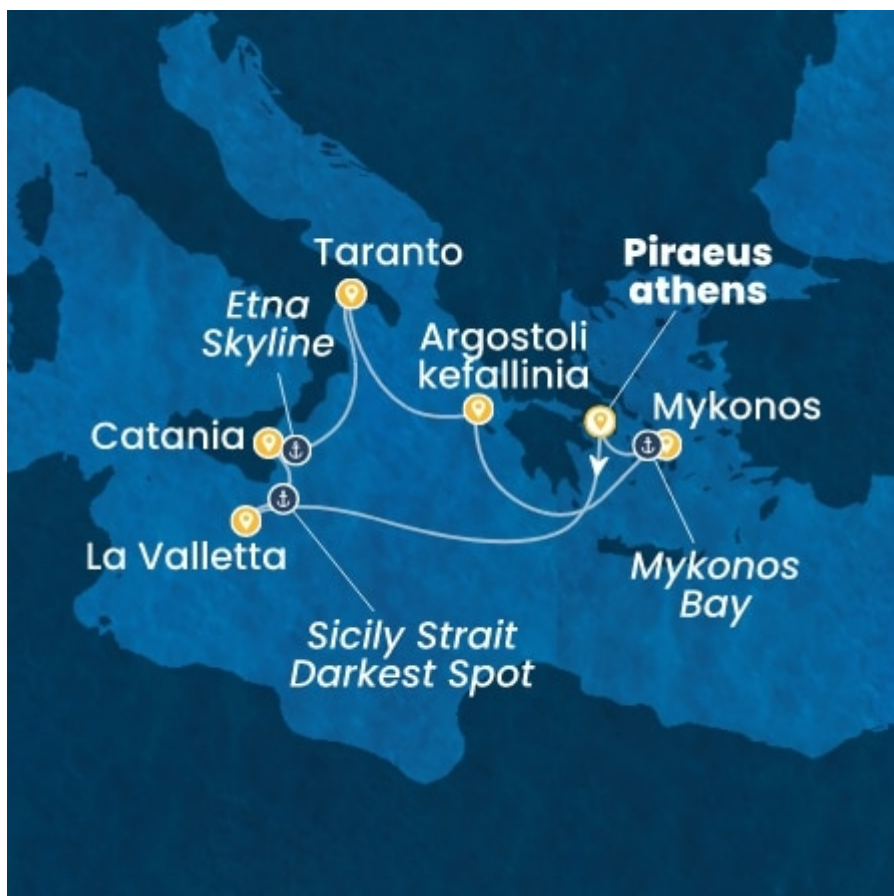 Taranto
Piraeus
athens
Etna
Skyline
Argostoli
kefallinia
Mykonos
Catania
La Valletta
Mykonos
Bay
Sicily Strait
Darkest Spot